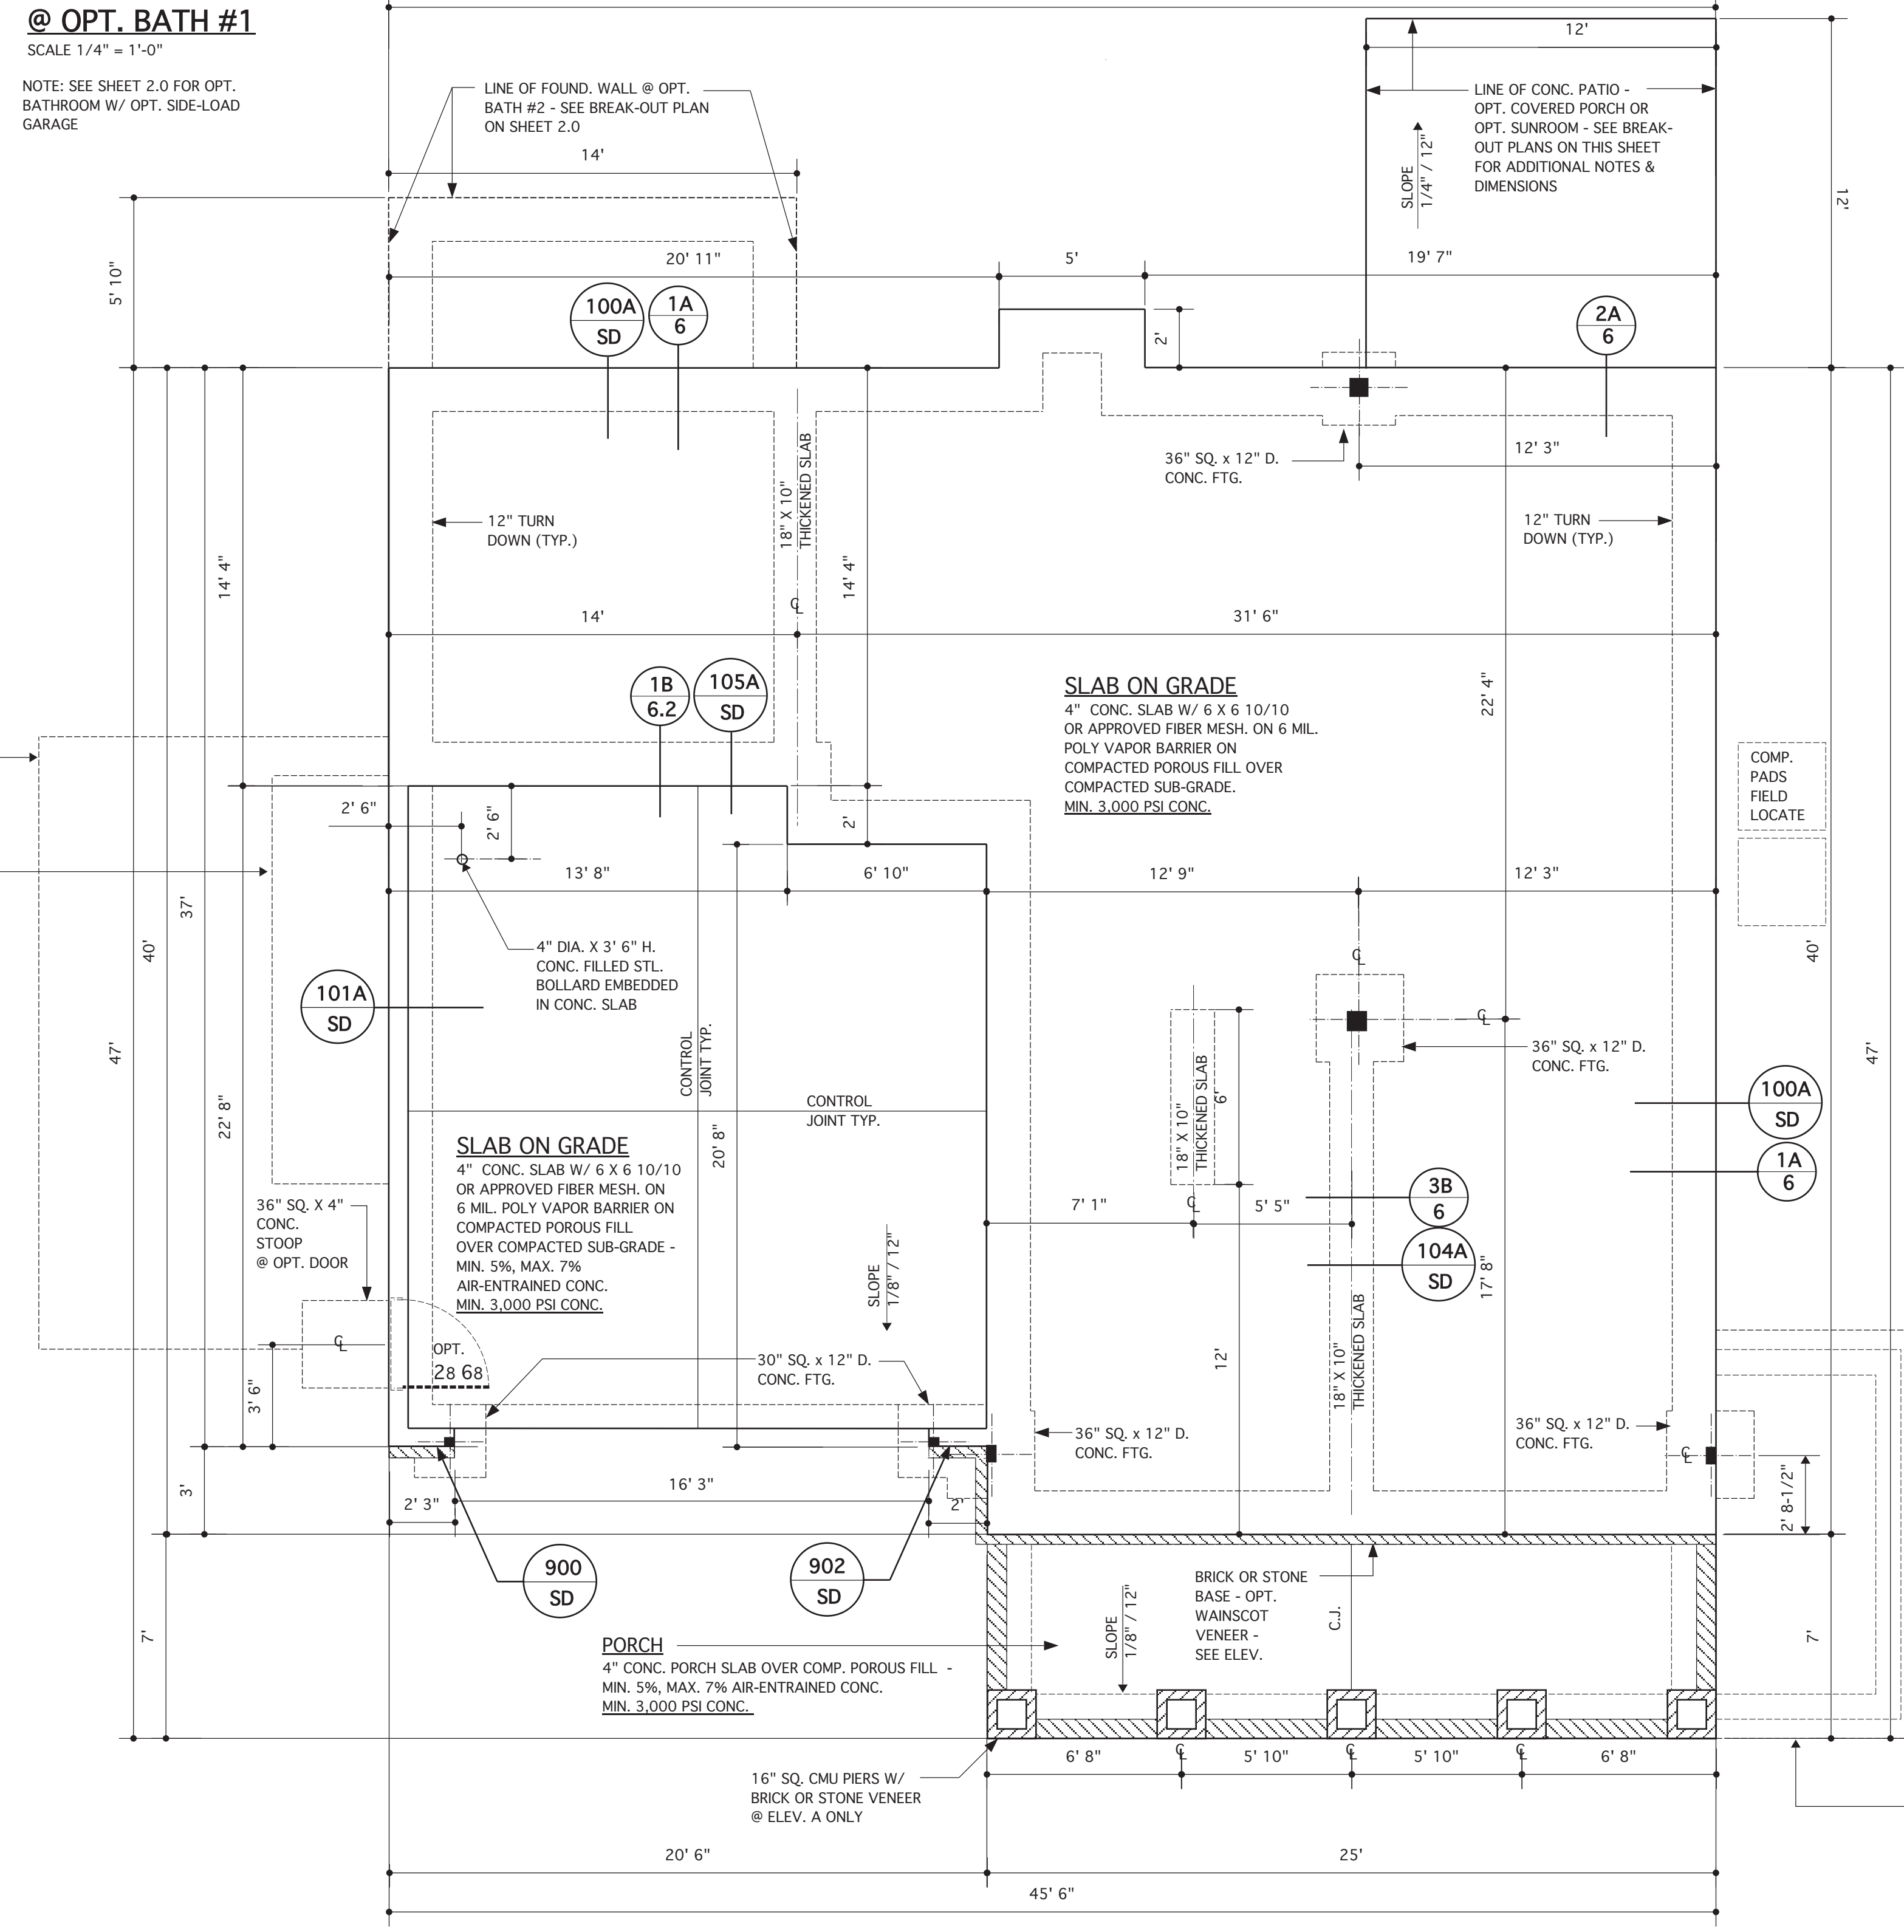 @ OPT. BATH #1
SCALE 1/4" = 1'-0"
NOTE: SEE SHEET 2.0 FOR OPT.
BATHROOM W/ OPT. SIDE-LOAD
GARAGE
LINE OF FOUND. WALL @ OPT.
BATH #2 - SEE BREAK-OUT PLAN
ON SHEET 2.0
14'
12'
LINE OF CONC. PATIO -
OPT. COVERED PORCH OR
OPT. SUNROOM - SEE BREAK-
OUT PLANS ON THIS SHEET
FOR ADDITIONAL NOTES &
DIMENSIONS
SLOPE
1/4" / 12"
12'
5' 10"
20' 11"
5'
19' 7"
2'
100A
SD
1A
6
2A
6
36" SQ. x 12" D.
CONC. FTG.
12' 3"
12" TURN
DOWN (TYP.)
18" X 10"
THICKENED SLAB
12" TURN
DOWN (TYP.)
14' 4"
14' 4"
CL
14'
31' 6"
22' 4"
1B
6.2
105A
SD
SLAB ON GRADE
4" CONC. SLAB W/ 6 X 6 10/10
OR APPROVED FIBER MESH. ON 6 MIL.
POLY VAPOR BARRIER ON
COMPACTED POROUS FILL OVER
COMPACTED SUB-GRADE.
MIN. 3,000 PSI CONC.
COMP.
PADS
FIELD
LOCATE
2' 6"
2' 6"
2'
13' 8"
6' 10"
12' 9"
12' 3"
37'
40'
47'
22' 8"
4" DIA. X 3' 6" H.
CONC. FILLED STL.
BOLLARD EMBEDDED
IN CONC. SLAB
101A
SD
CONTROL
JOINT TYP.
CONTROL
JOINT TYP.
20' 8"
CL
CL
36" SQ. x 12" D.
CONC. FTG.
40'
47'
18" X 10"
THICKENED SLAB
6'
100A
SD
1A
6
SLAB ON GRADE
4" CONC. SLAB W/ 6 X 6 10/10
OR APPROVED FIBER MESH. ON
6 MIL. POLY VAPOR BARRIER ON
COMPACTED POROUS FILL
OVER COMPACTED SUB-GRADE -
MIN. 5%, MAX. 7%
AIR-ENTRAINED CONC.
MIN. 3,000 PSI CONC.
36" SQ. X 4"
CONC.
STOOP
@ OPT. DOOR
CL
7' 1"
5' 5"
3B
6
104A
SD
17' 8"
SLOPE
1/8" / 12"
CL
OPT.
28 68
3' 6"
30" SQ. x 12" D.
CONC. FTG.
12'
18" X 10"
THICKENED SLAB
36" SQ. x 12" D.
CONC. FTG.
36" SQ. x 12" D.
CONC. FTG.
CL
2' 8-1/2"
3'
2' 3"
16' 3"
2'
900
SD
902
SD
7'
PORCH
4" CONC. PORCH SLAB OVER COMP. POROUS FILL -
MIN. 5%, MAX. 7% AIR-ENTRAINED CONC.
MIN. 3,000 PSI CONC.
SLOPE
1/8" / 12"
BRICK OR STONE
BASE - OPT.
WAINSCOT
VENEER -
SEE ELEV.
C.J.
7'
16" SQ. CMU PIERS W/
BRICK OR STONE VENEER
@ ELEV. A ONLY
6' 8"
CL
5' 10"
CL
5' 10"
CL
6' 8"
20' 6"
25'
45' 6"